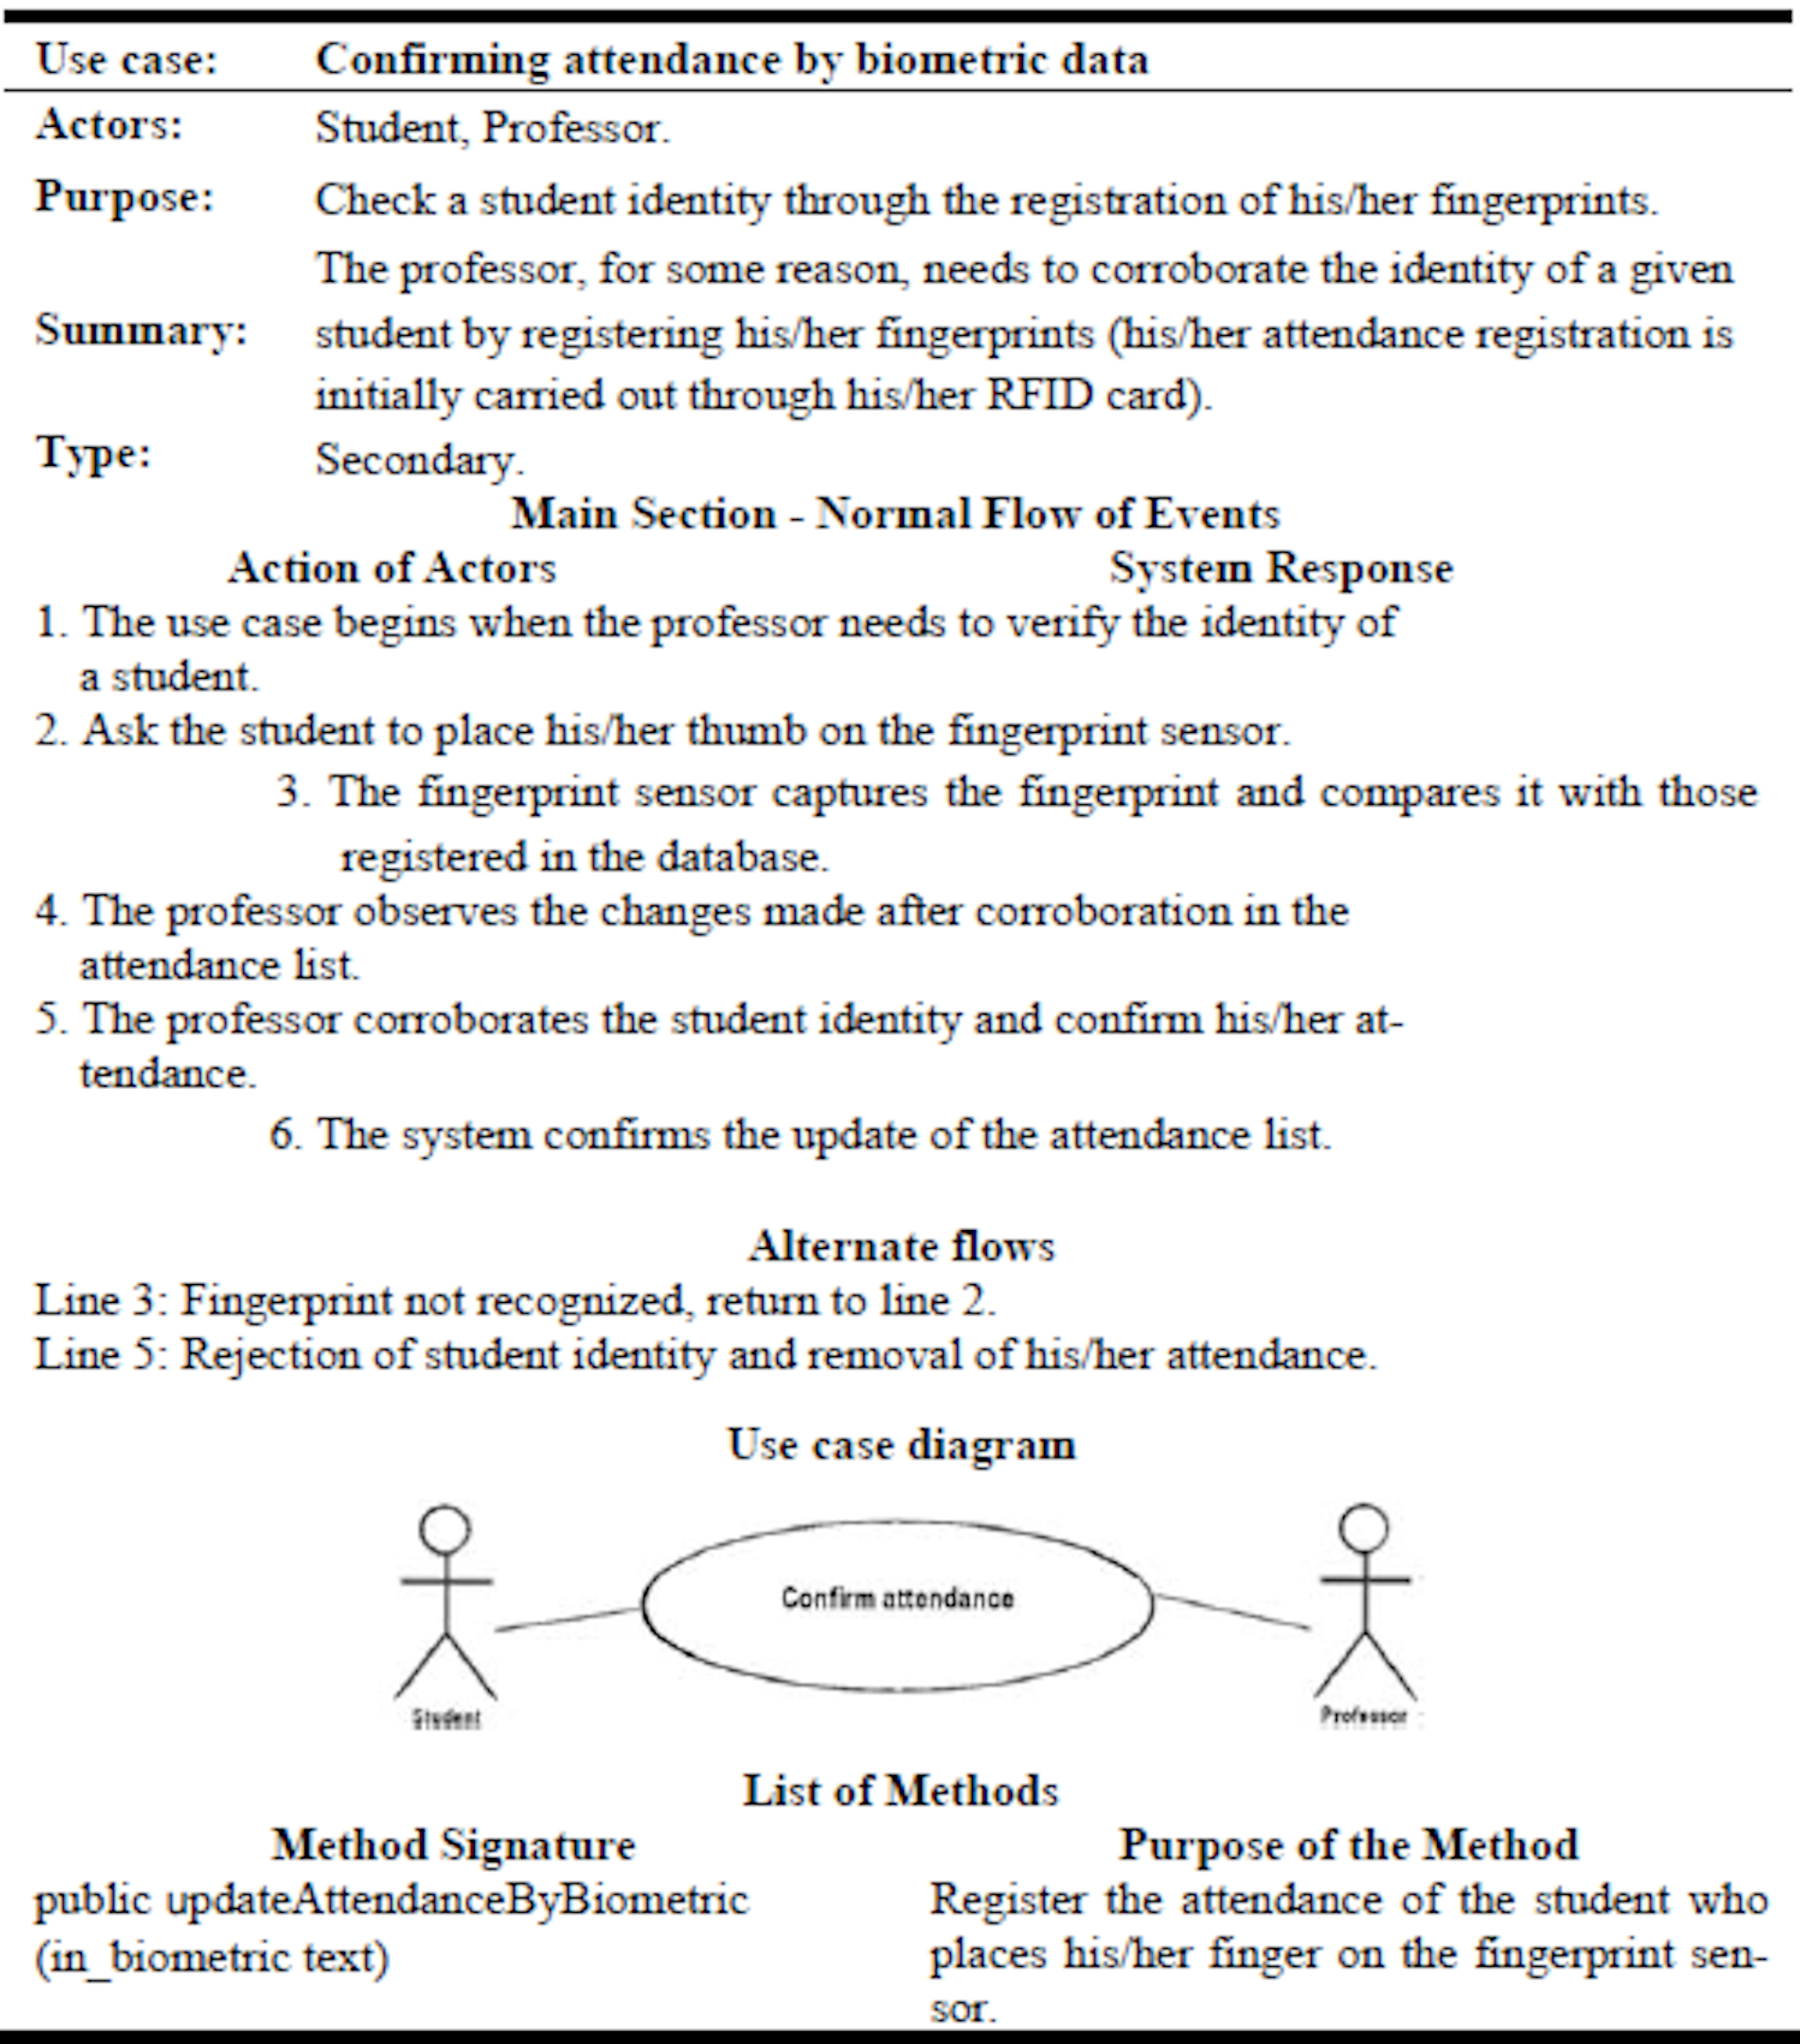 Use case: Confirming attendance by biometric data
Actors: Student, Professor.
Purpose: Check a student identity through the registration of his/her fingerprints.
The professor, for some reason, needs to corroborate the identity of a given
Summary: student by registering his/her fingerprints (his/her attendance registration is
initially carried out through his/her RFID card).
Type: Secondary.
Main Section - Normal Flow of Events
Action of Actors System Response
1. The use case begins when the professor needs to verify the identity of
a student.
2. Ask the student to place his/her thumb on the fingerprint sensor.
3. The fingerprint sensor captures the fingerprint and compares it with those
registered in the database.
4. The professor observes the changes made after corroboration in the
attendance list.
5. The professor corroborates the student identity and confirm his/her at-
tendance.
6. The system confirms the update of the attendance list.
Alternate flows
Line 3: Fingerprint not recognized, return to line 2.
Line 5: Rejection of student identity and removal of his/her attendance.
Use case diagram
Confirm attendance
Student Professor
List of Methods
Method Signature Purpose of the Method
public updateAttendanceByBiometric Register the attendance of the student who
(in_biometric text) places his/her finger on the fingerprint sen-
sor.